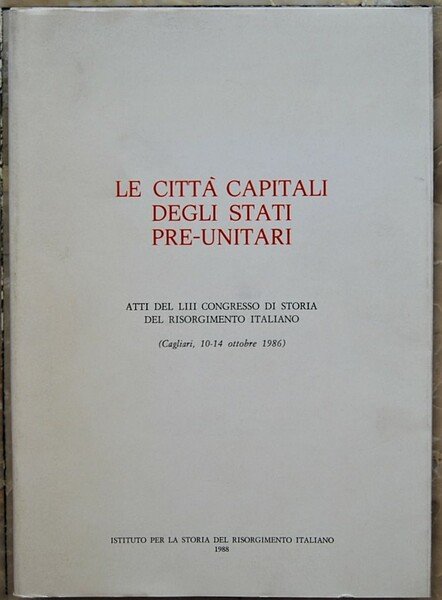 LE CITTÀ CAPITALI
DEGLI STATI
PRE-UNITARI
ATTI DEL LIII CONGRESSO DI STORIA
DEL RISORGIMENTO ITALIANO
(Cagliari, 10-14 ottobre 1986)
ISTITUTO PER LA STORIA DEL RISORGIMENTO ITALIANO
1988